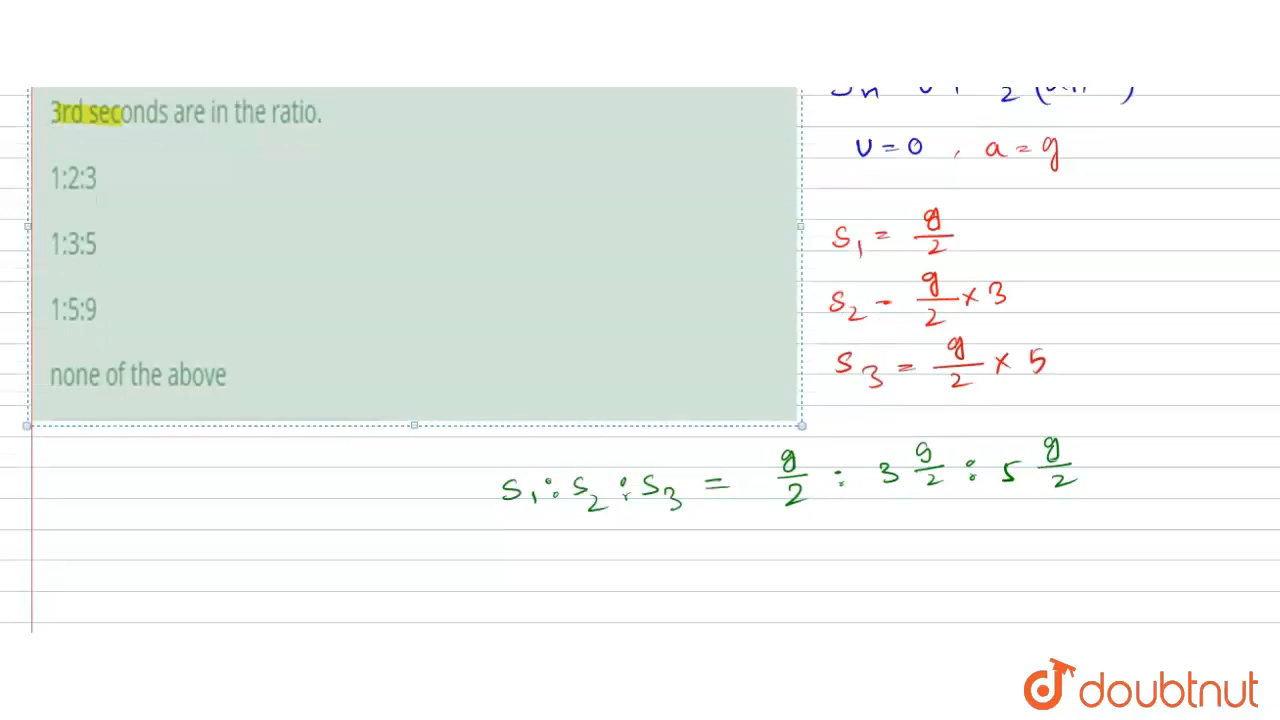 3rd seconds are in the ratio.
1:2:3
1:3:5
1:5:9
none of the above
u = 0 , a = g
S₁ = g/2
S₂ = g/2 × 3
S₃ = g/2 × 5
S₁ : S₂ : S₃ = g/2 : 3 g/2 : 5 g/2
doubtnut